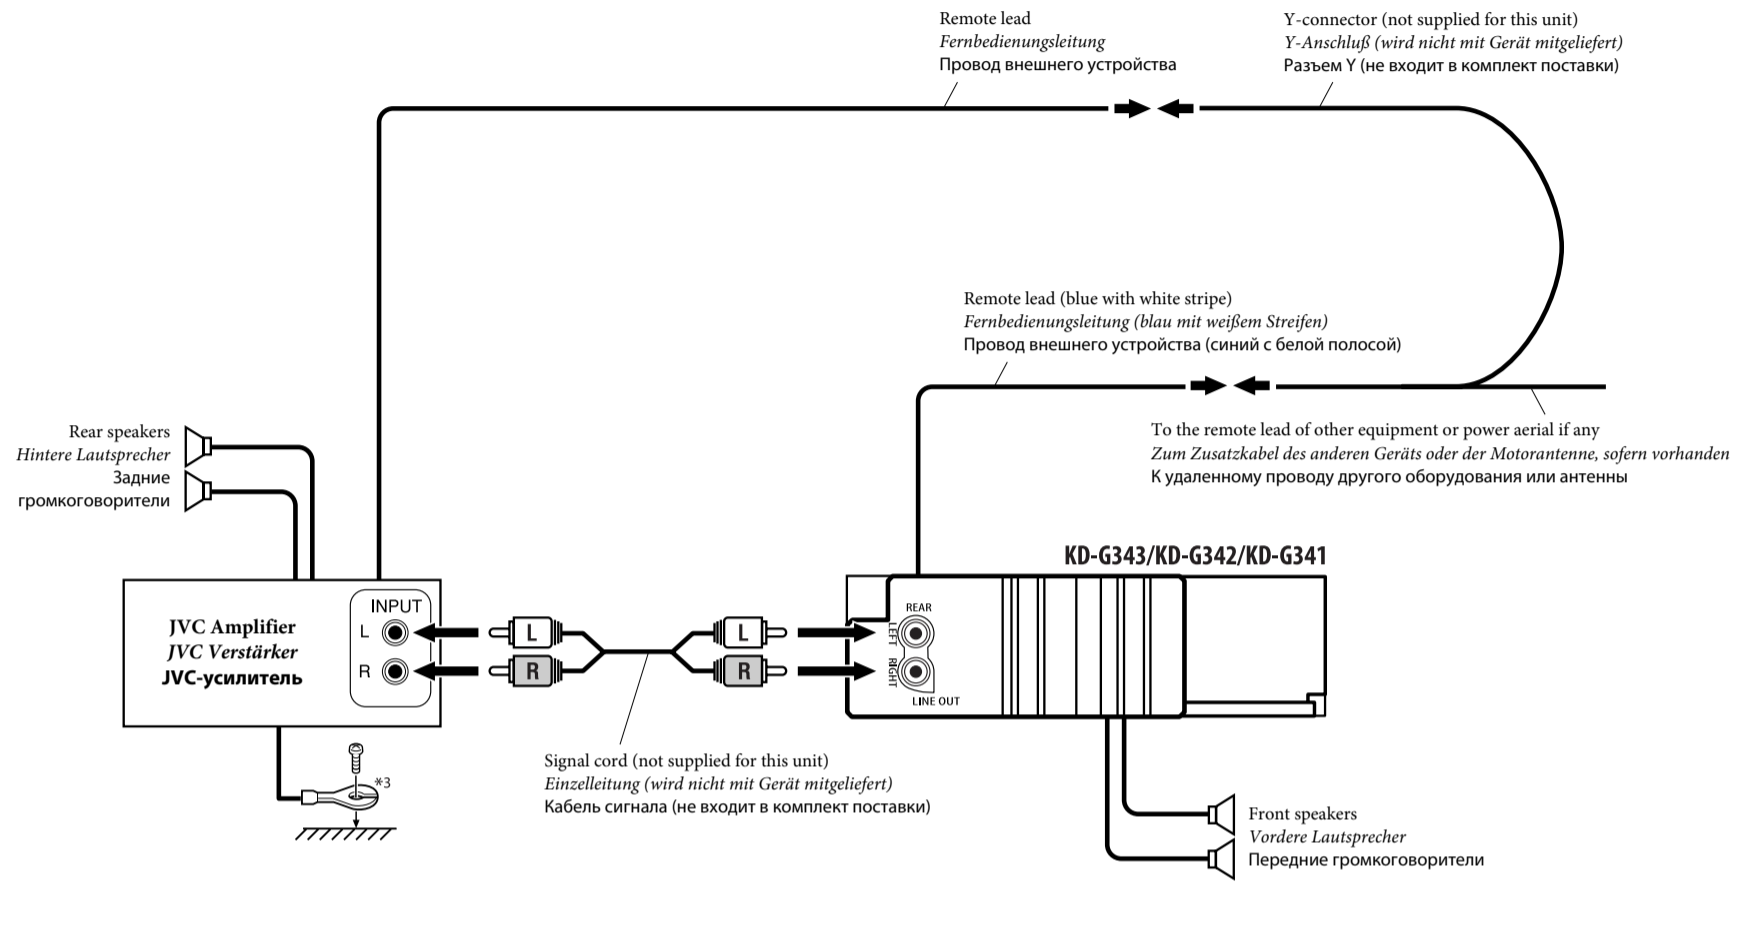 Remote lead
Fernbedienungsleitung
Провод внешнего устройства
Y-connector (not supplied for this unit)
Y-Anschluß (wird nicht mit Gerät mitgeliefert)
Разъем Y (не входит в комплект поставки)
Remote lead (blue with white stripe)
Fernbedienungsleitung (blau mit weißem Streifen)
Провод внешнего устройства (синий с белой полосой)
To the remote lead of other equipment or power aerial if any
Zum Zusatzkabel des anderen Geräts oder der Motorantenne, sofern vorhanden
К удаленному проводу другого оборудования или антенны
Rear speakers
Hintere Lautsprecher
Задние
громкоговорители
KD-G343/KD-G342/KD-G341
JVC Amplifier
JVC Verstärker
JVC-усилитель
INPUT
L
R
L
R
L
R
REAR
LEFT
RIGHT
LINE OUT
*3
Signal cord (not supplied for this unit)
Einzelleitung (wird nicht mit Gerät mitgeliefert)
Кабель сигнала (не входит в комплект поставки)
Front speakers
Vordere Lautsprecher
Передние громкоговорители